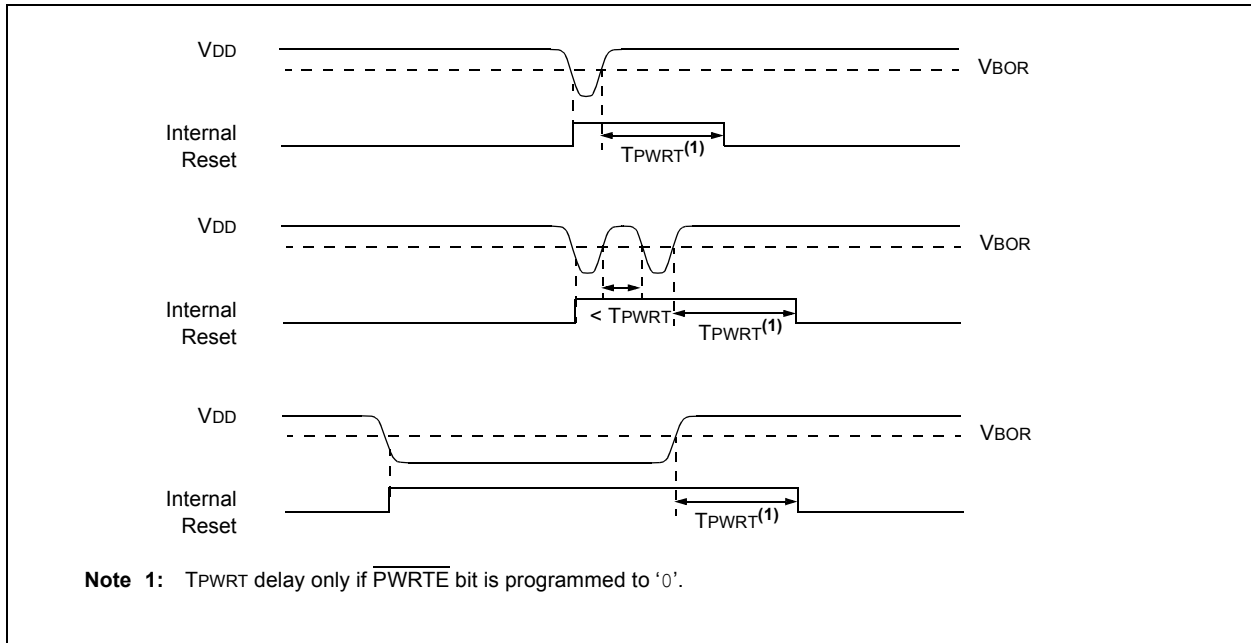 VDD
VBOR
Internal
Reset
TPWRT(1)
VDD
VBOR
Internal
Reset
< TPWRT
TPWRT(1)
VDD
VBOR
Internal
Reset
TPWRT(1)
Note 1: TPWRT delay only if PWRTE bit is programmed to ‘0’.